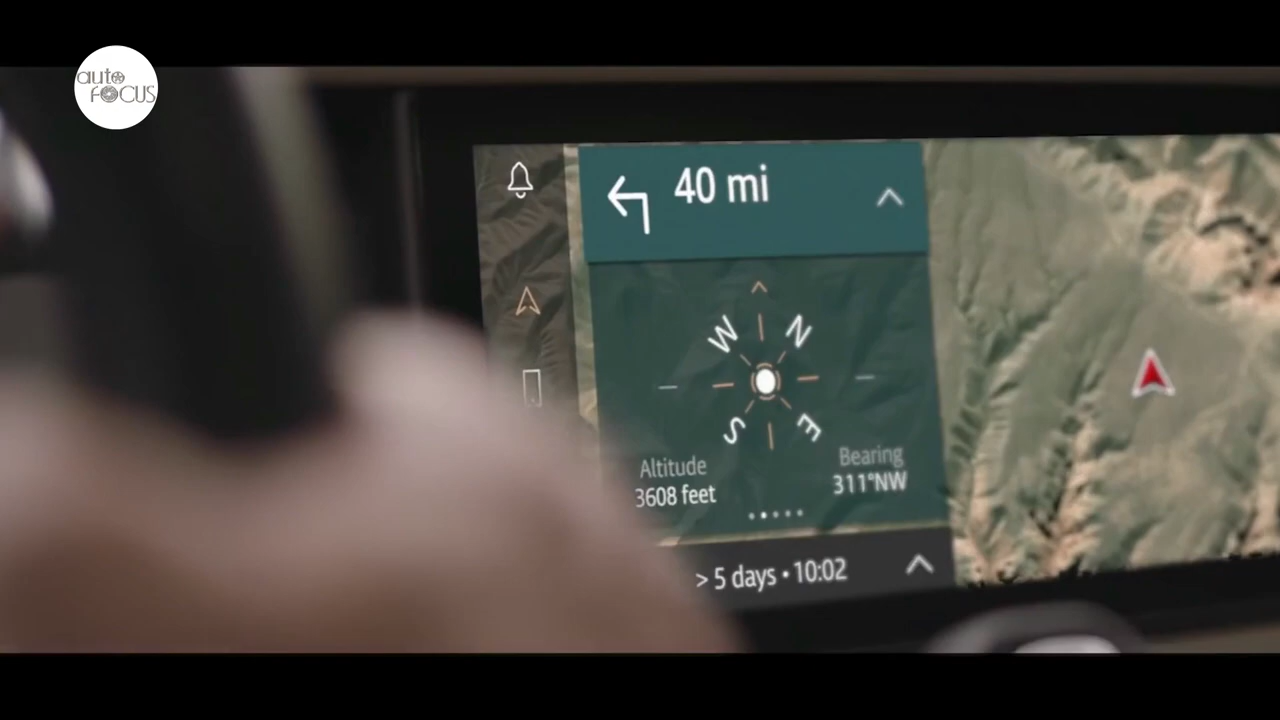 auto
FOCUS
40 mi
W N
S E
Altitude
3608 feet
Bearing
311°NW
> 5 days • 10:02